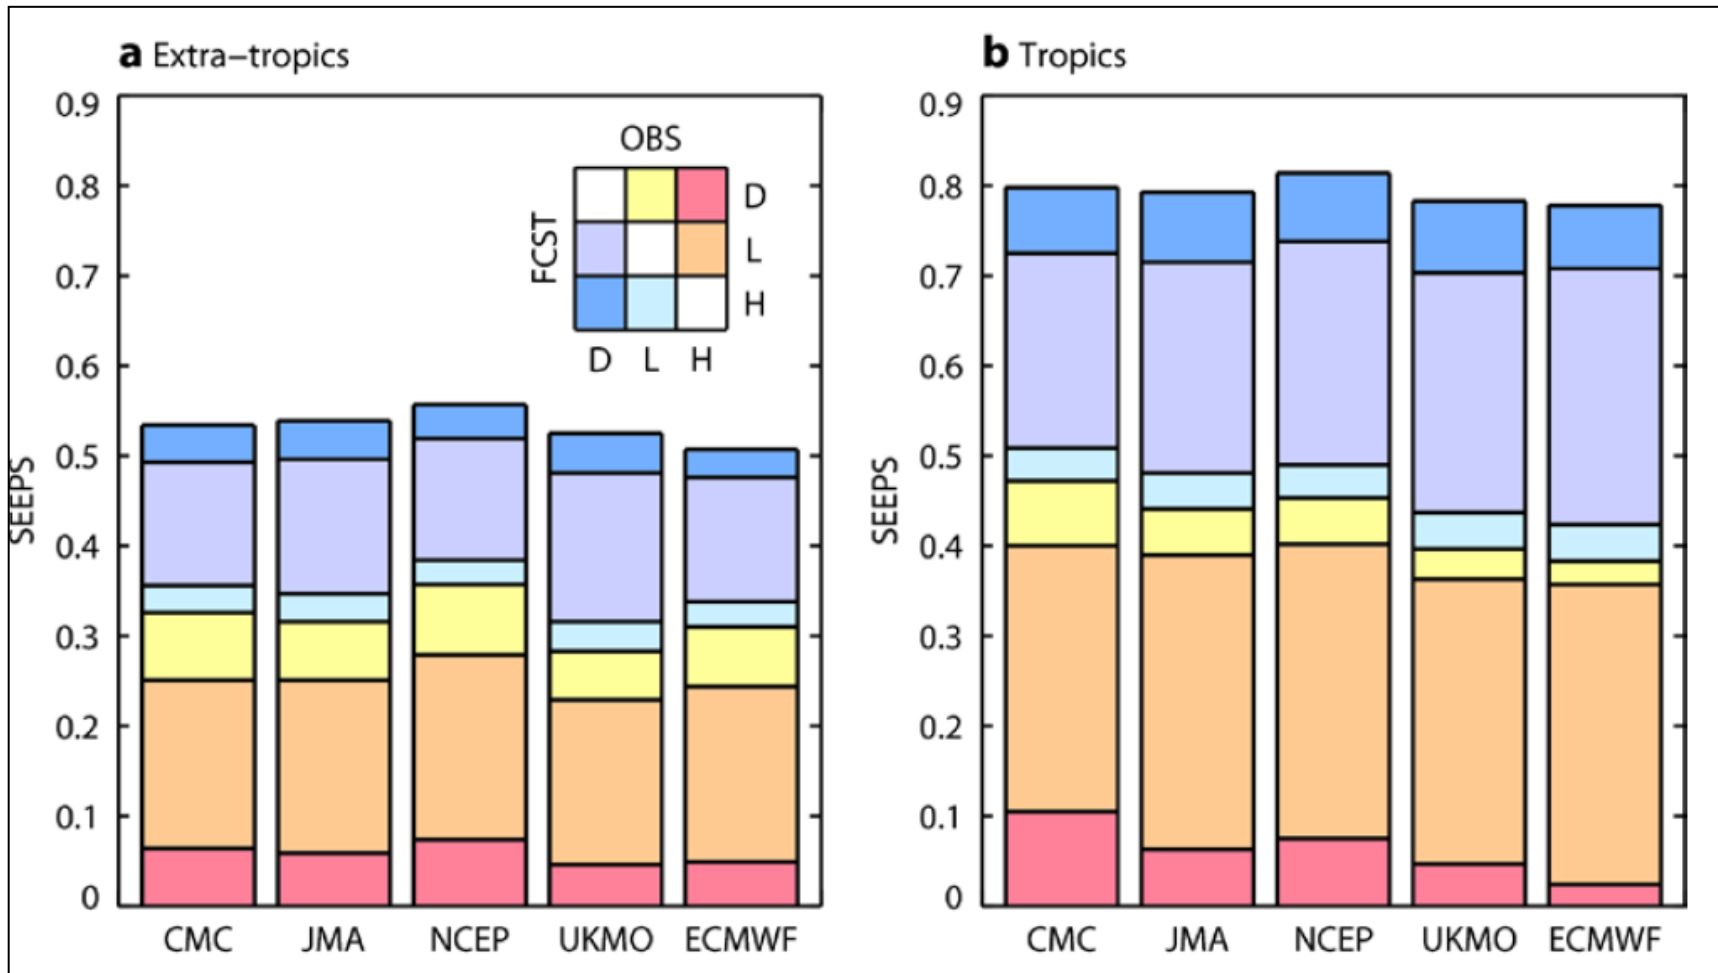 a Extra–tropics
0.9
0.8
0.7
0.6
0.5
0.4
0.3
0.2
0.1
0
SEEPS
OBS
FCST
D
L
H
D L H
CMC JMA NCEP UKMO ECMWF
b Tropics
0.9
0.8
0.7
0.6
0.5
0.4
0.3
0.2
0.1
0
SEEPS
CMC JMA NCEP UKMO ECMWF